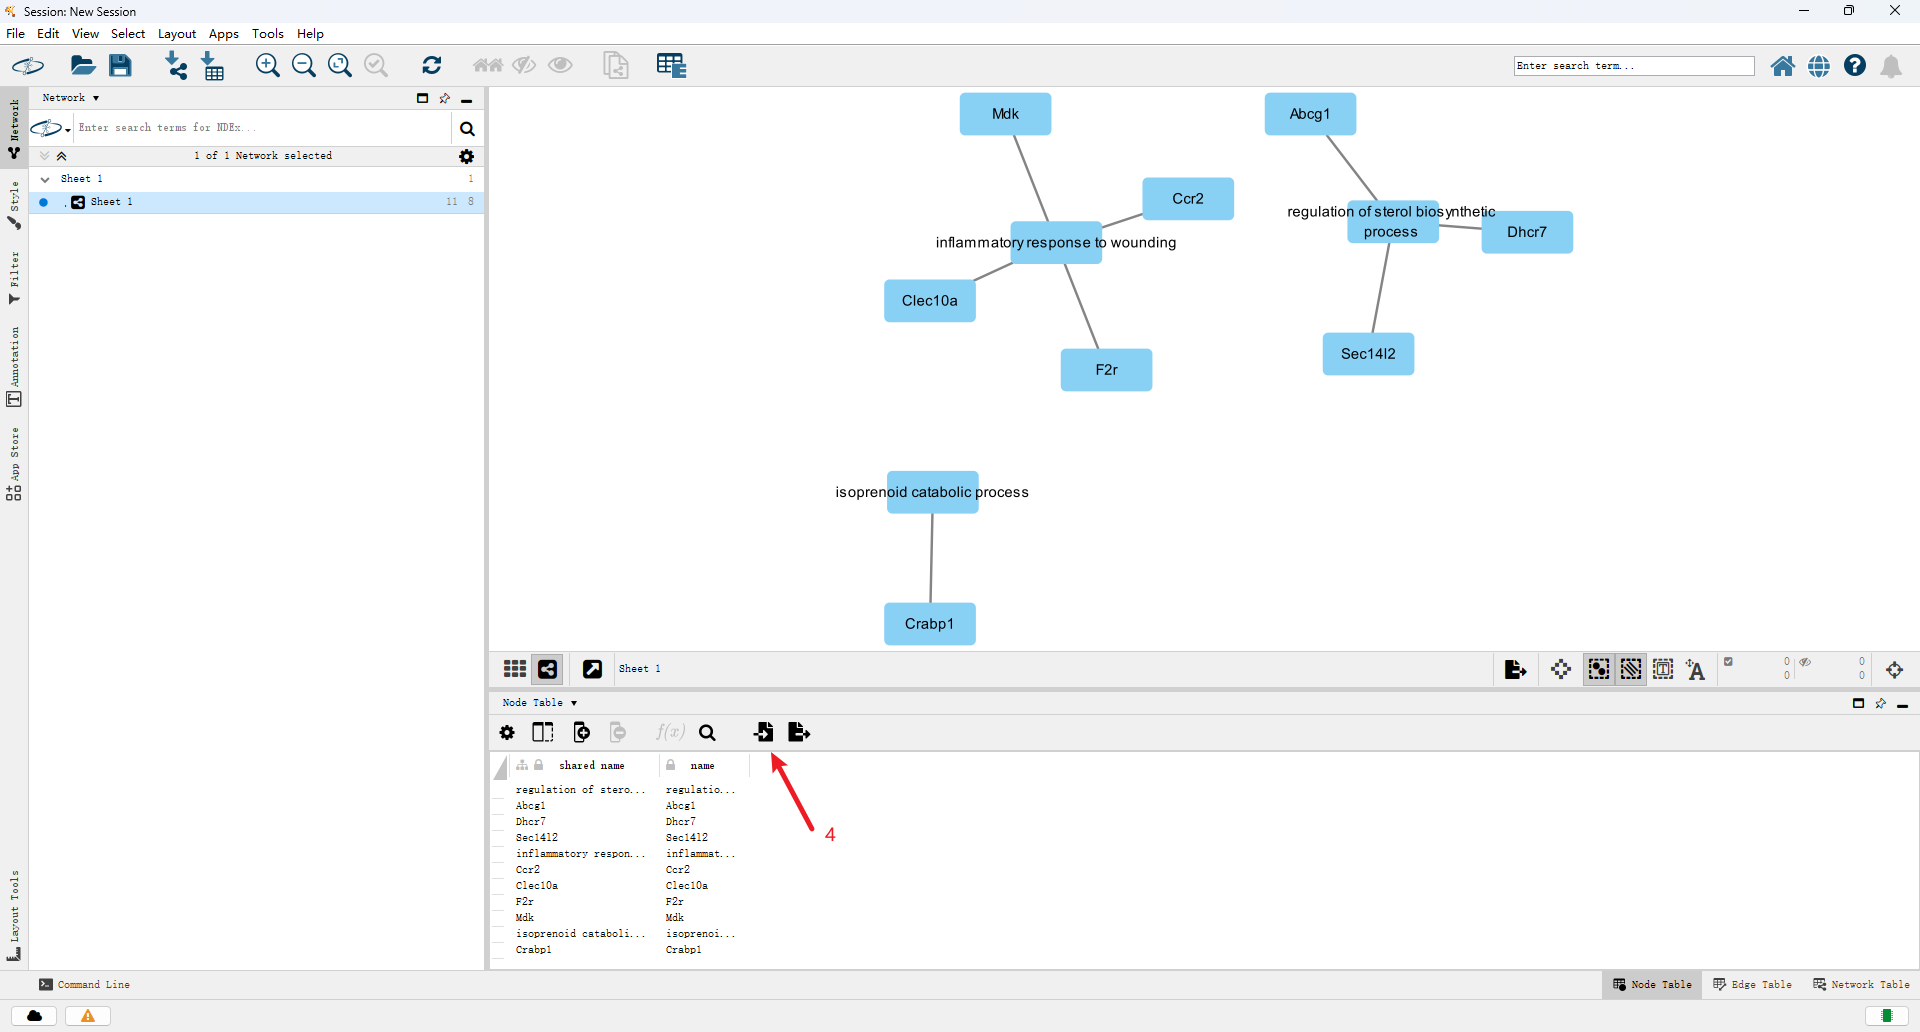 Session: New Session
File Edit View Select Layout Apps Tools Help
Enter search term...
Network
Enter search terms for NDEx...
1 of 1 Network selected
Sheet 1 1
Sheet 1 11 8
Network
Style
Filter
Annotation
App Store
Layout Tools
Mdk
Abcg1
Ccr2
regulation of sterol biosynthetic
process
Dhcr7
inflammatory response to wounding
Clec10a
Sec14l2
F2r
isoprenoid catabolic process
Crabp1
Sheet 1
0 0
0 0
Node Table
f(x)
shared name name
regulation of stero... regulatio...
Abcg1 Abcg1
Dhcr7 Dhcr7
Sec14l2 Sec14l2
inflammatory respon... inflammat...
Ccr2 Ccr2
Clec10a Clec10a
F2r F2r
Mdk Mdk
isoprenoid cataboli... isoprenoi...
Crabp1 Crabp1
4
Command Line
Node Table Edge Table Network Table